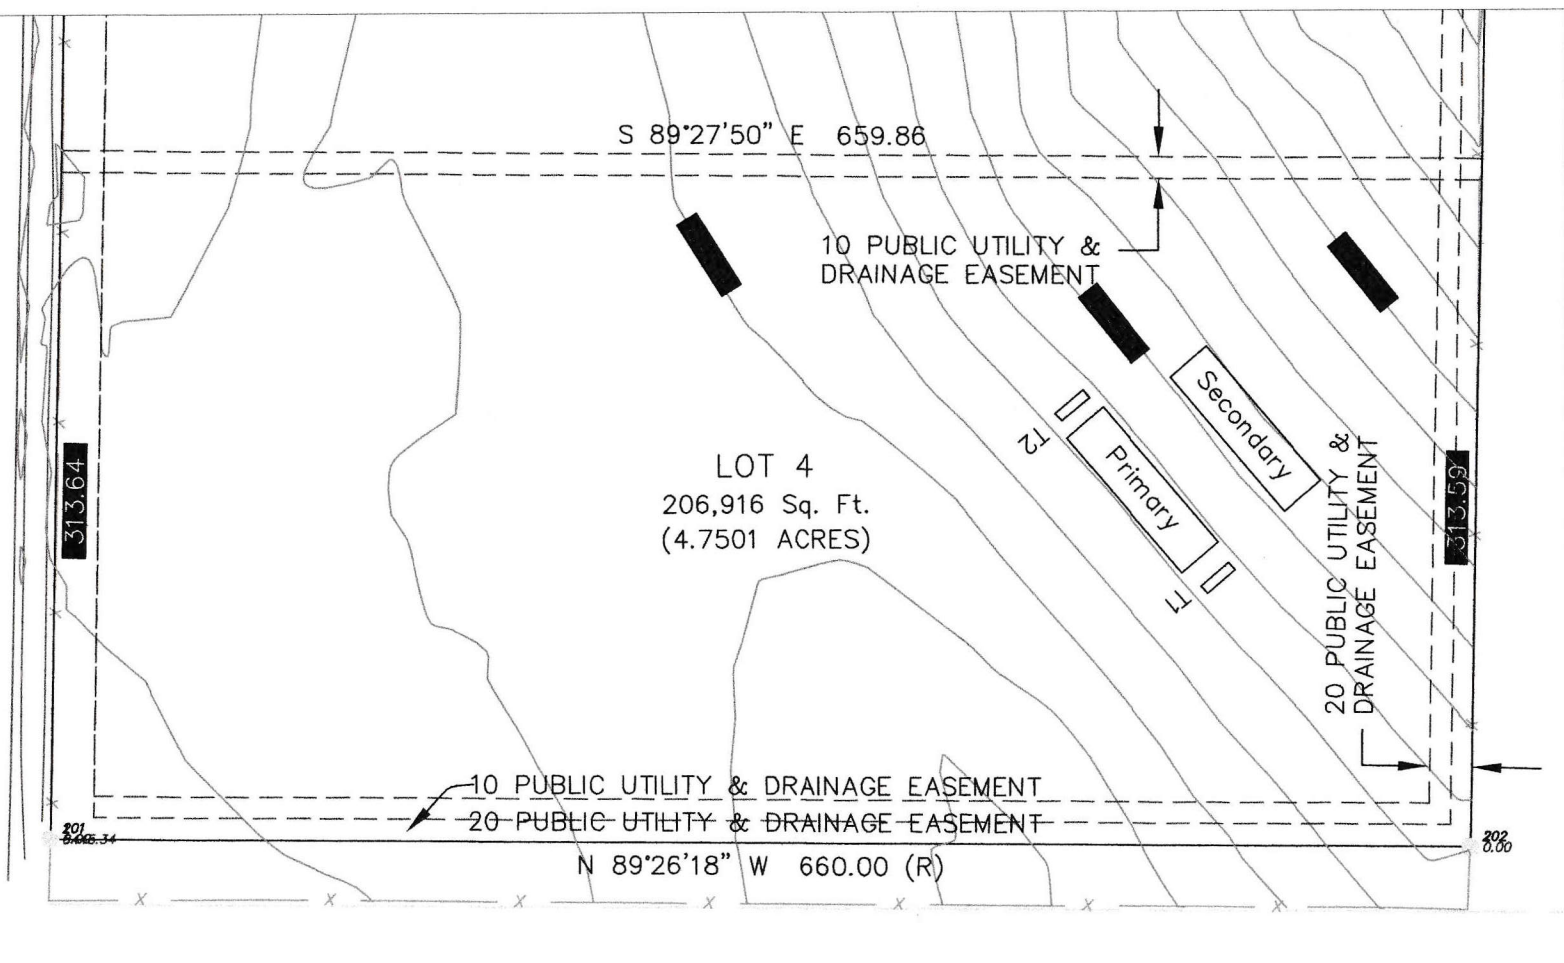 S 89°27'50" E 659.86
10 PUBLIC UTILITY &
DRAINAGE EASEMENT
Secondary
Primary
T2
T1
LOT 4
206,916 Sq. Ft.
(4.7501 ACRES)
313.64
313.59
20 PUBLIC UTILITY &
DRAINAGE EASEMENT
10 PUBLIC UTILITY & DRAINAGE EASEMENT
20 PUBLIC UTILITY & DRAINAGE EASEMENT
N 89°26'18" W 660.00 (R)
201
202
0.00